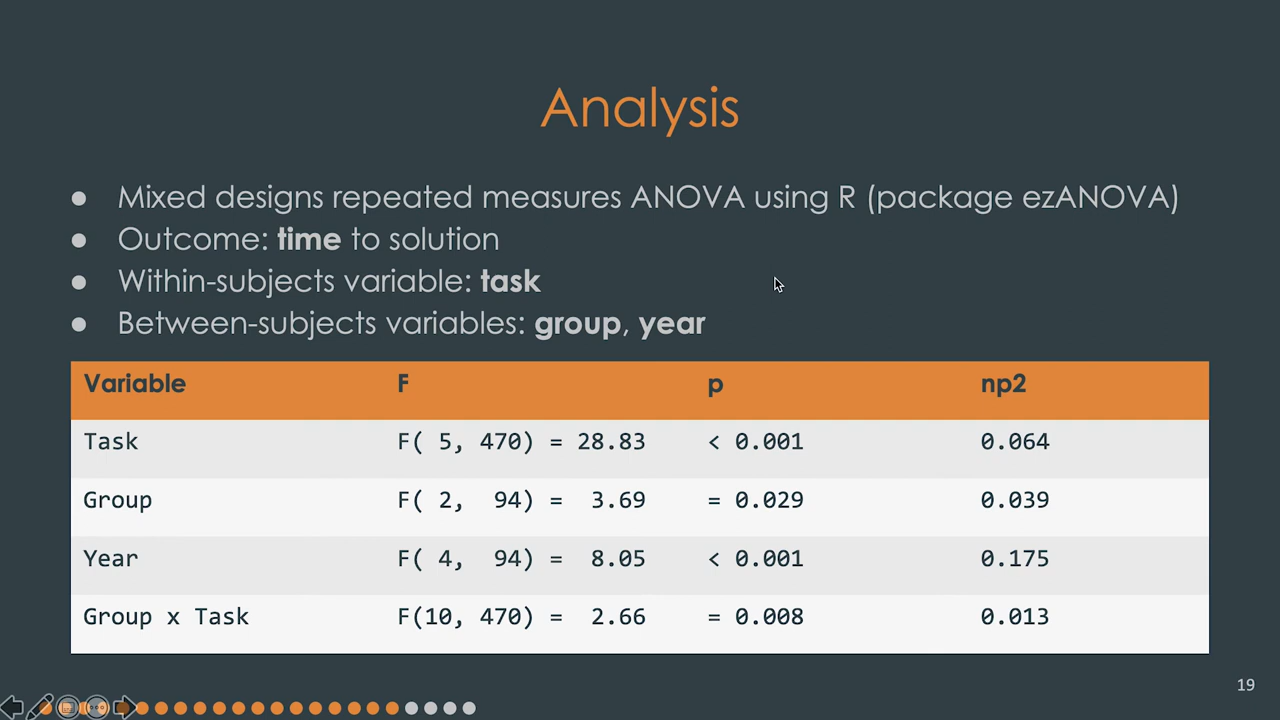 Analysis
● Mixed designs repeated measures ANOVA using R (package ezANOVA)
● Outcome: time to solution
● Within-subjects variable: task
● Between-subjects variables: group, year
Variable F p np2
Task F( 5, 470) = 28.83 < 0.001 0.064
Group F( 2,  94) =  3.69 = 0.029 0.039
Year F( 4,  94) =  8.05 < 0.001 0.175
Group x Task F(10, 470) =  2.66 = 0.008 0.013
19